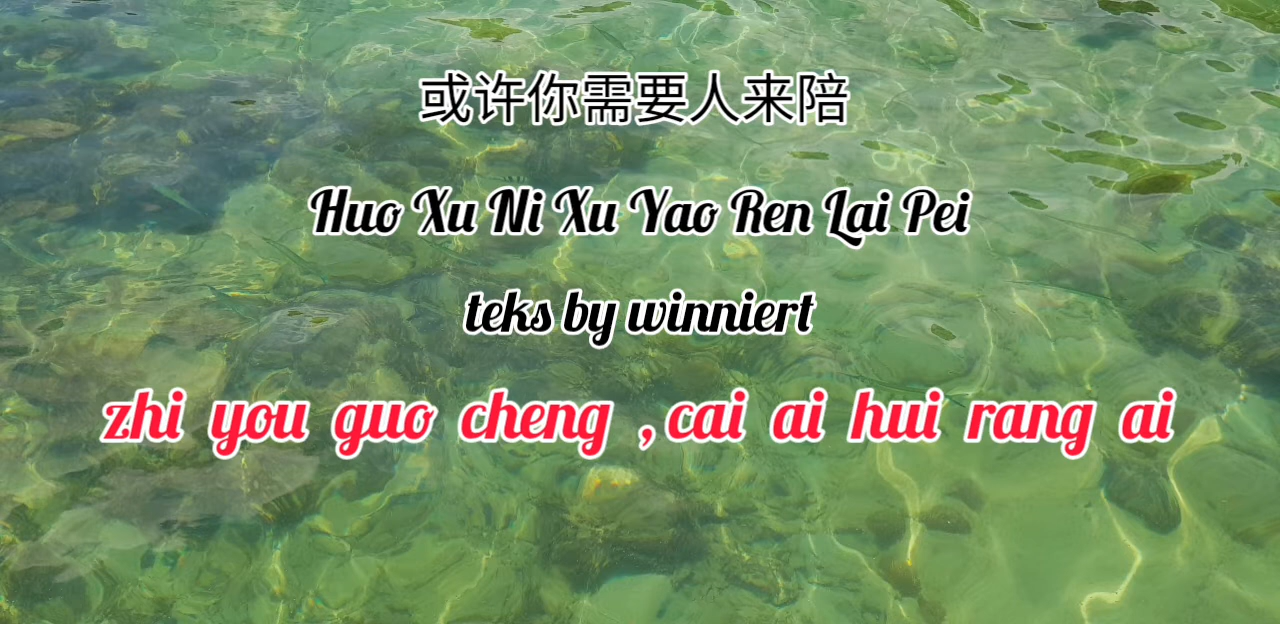 或许你需要人来陪
Huo Xu Ni Xu Yao Ren Lai Pei
teks by winniert
zhi you guo cheng , cai ai hui rang ai